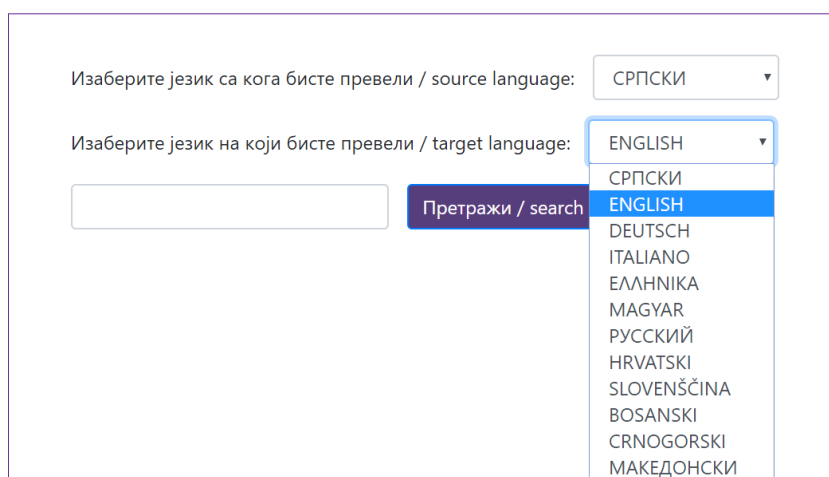 Изаберите језик са кога бисте превели / source language: СРПСКИ
Изаберите језик на који бисте превели / target language: ENGLISH
Претражи / search
СРПСКИ
ENGLISH
DEUTSCH
ITALIANO
ΕΛΛΗΝΙΚΑ
MAGYAR
РУССКИЙ
HRVATSKI
SLOVENŠČINA
BOSANSKI
CRNOGORSKI
МАКЕДОНСКИ